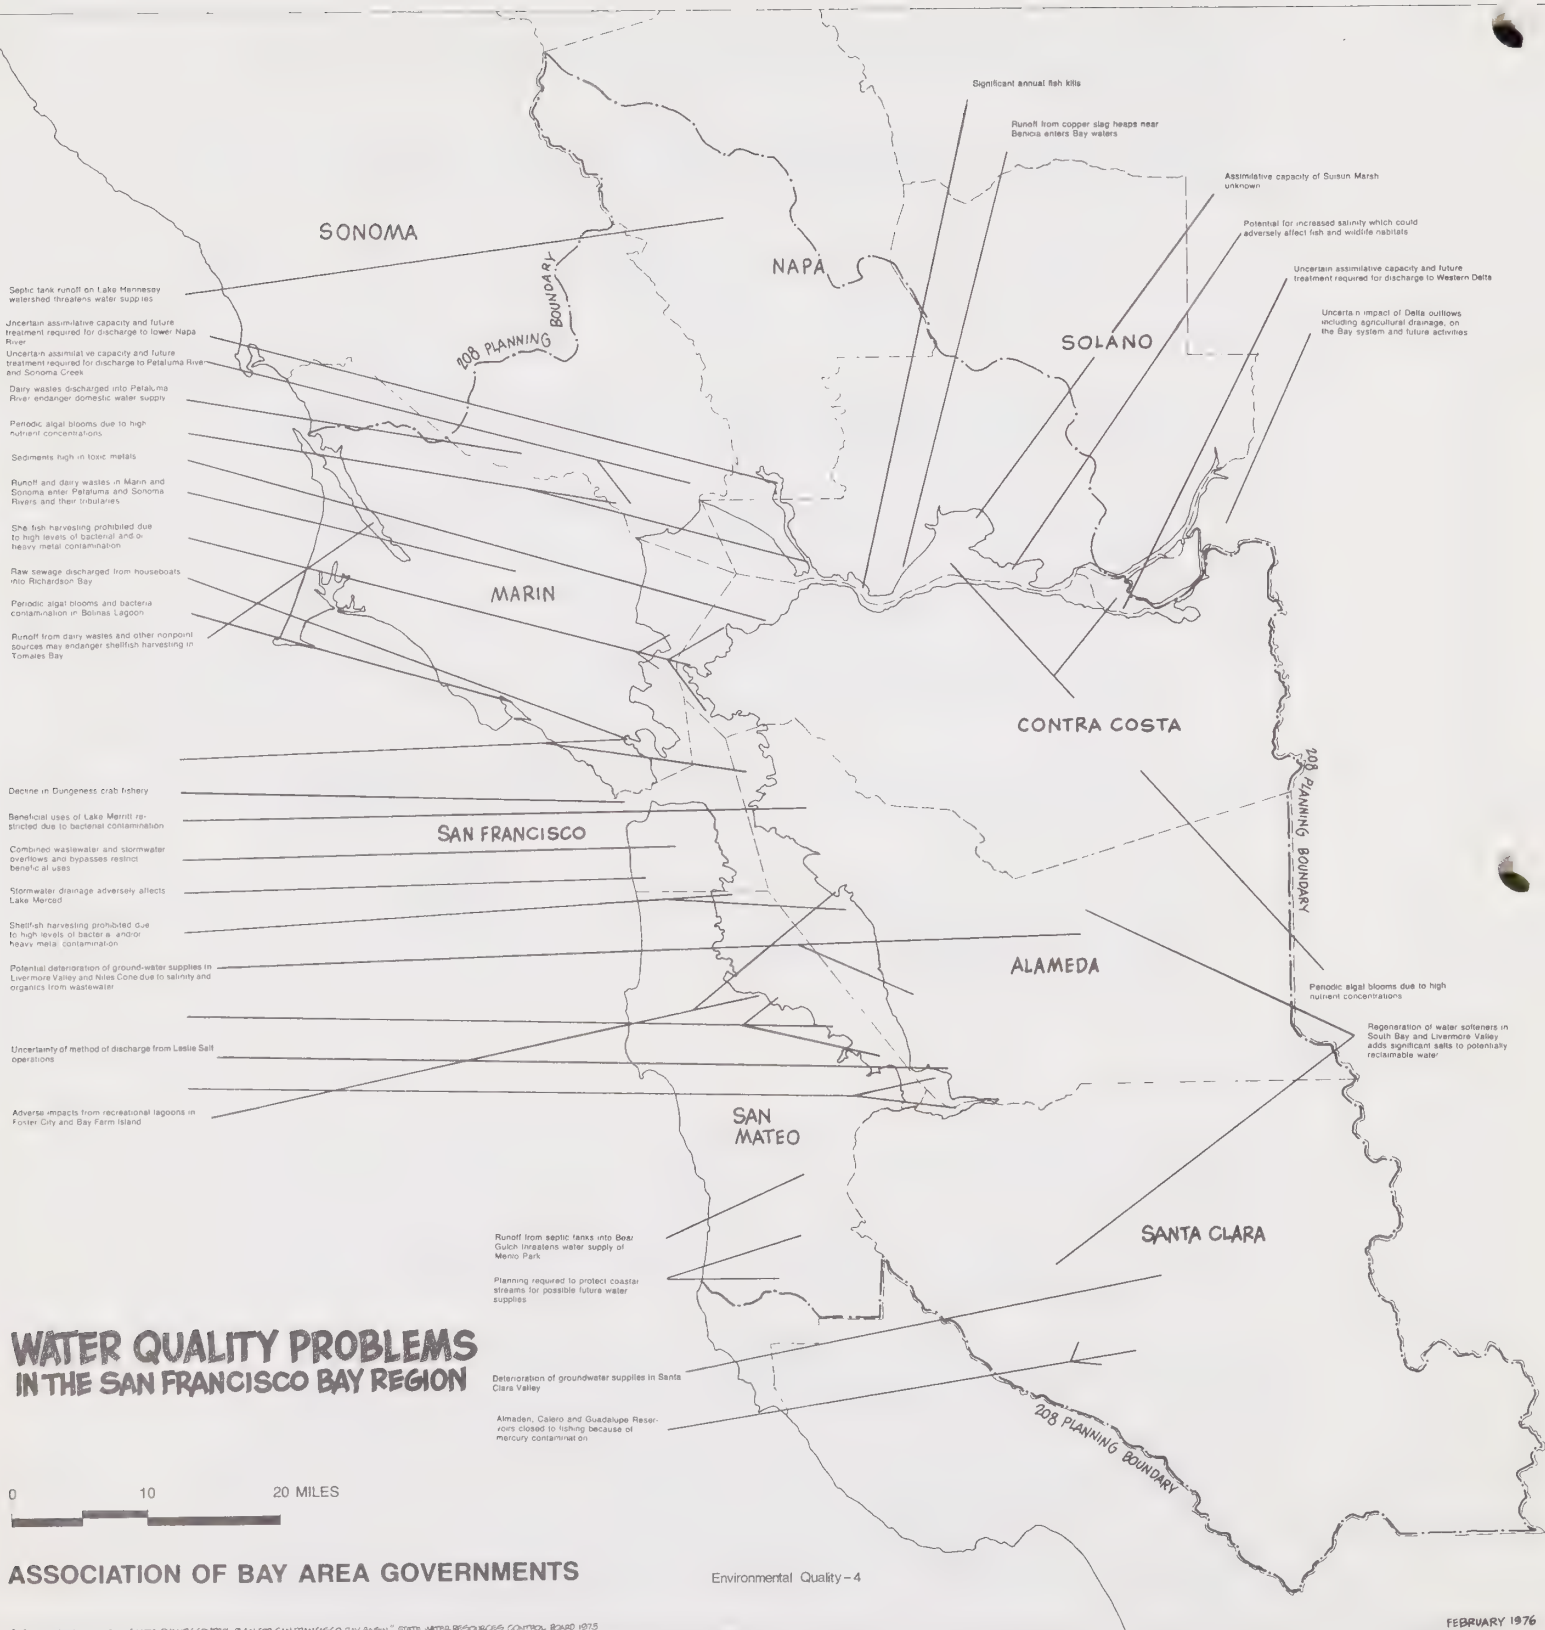 Significant annual fish kills
Runoff from copper slag heaps near
Benicia enters Bay waters
Assimilative capacity of Suisun Marsh
unknown
Potential for increased salinity which could
adversely affect fish and wildlife habitats
Uncertain assimilative capacity and future
treatment required for discharge to Western Delta
Uncertain impact of Delta outflows
including agricultural drainage, on
the Bay system and future activities
SONOMA
NAPA
SOLANO
208 PLANNING BOUNDARY
Septic tank runoff on Lake Hennesey
watershed threatens water supplies
Uncertain assimilative capacity and future
treatment required for discharge to lower Napa
River
Uncertain assimilative capacity and future
treatment required for discharge to Petaluma River
and Sonoma Creek
Dairy wastes discharged into Petaluma
River endanger domestic water supply
Periodic algal blooms due to high
nutrient concentrations
Sediments high in toxic metals
Runoff and dairy wastes in Marin and
Sonoma enter Petaluma and Sonoma
Rivers and their tributaries
Shellfish harvesting prohibited due
to high levels of bacterial and/or
heavy metal contamination
Raw sewage discharged from houseboats
into Richardson Bay
Periodic algal blooms and bacteria
contamination in Bolinas Lagoon
Runoff from dairy wastes and other nonpoint
sources may endanger shellfish harvesting in
Tomales Bay
MARIN
CONTRA COSTA
208 PLANNING BOUNDARY
Decline in Dungeness crab fishery
Beneficial uses of Lake Merritt re-
stricted due to bacterial contamination
Combined wastewater and stormwater
overflows and bypasses restrict
beneficial uses
Stormwater drainage adversely affects
Lake Merced
Shellfish harvesting prohibited due
to high levels of bacteria and/or
heavy metal contamination
Potential deterioration of ground-water supplies in
Livermore Valley and Niles Cone due to salinity and
organics from wastewater
Uncertainty of method of discharge from Leslie Salt
operations
Adverse impacts from recreational lagoons in
Foster City and Bay Farm Island
SAN FRANCISCO
ALAMEDA
Periodic algal blooms due to high
nutrient concentrations
Regeneration of water softeners in
South Bay and Livermore Valley
adds significant salts to potentially
reclaimable water
SAN
MATEO
SANTA CLARA
Runoff from septic tanks into Bear
Gulch threatens water supply of
Menlo Park
Planning required to protect coastal
streams for possible future water
supplies
Deterioration of groundwater supplies in Santa
Clara Valley
Almaden, Calero and Guadalupe Reser-
voirs closed to fishing because of
mercury contamination
208 PLANNING BOUNDARY
WATER QUALITY PROBLEMS
IN THE SAN FRANCISCO BAY REGION
0 10 20 MILES
ASSOCIATION OF BAY AREA GOVERNMENTS
Environmental Quality-4
STATE WATER RESOURCES CONTROL BOARD 1975
FEBRUARY 1976